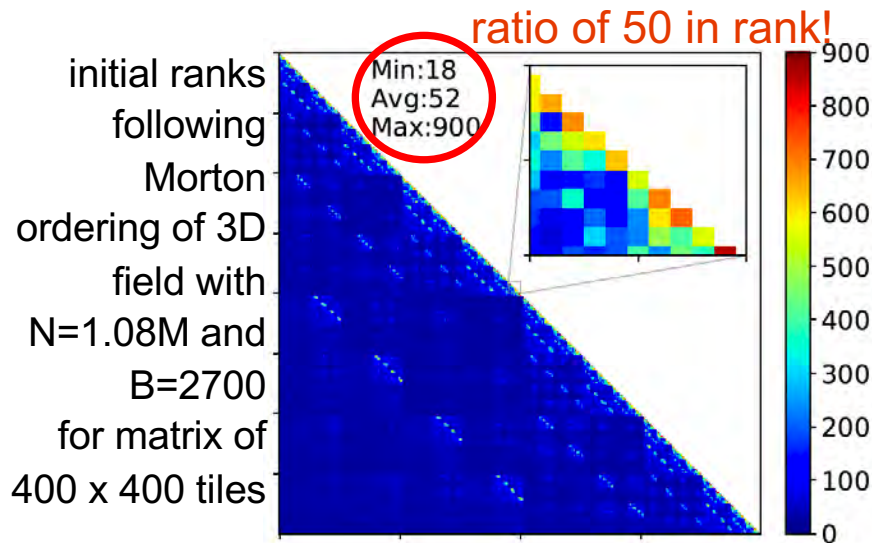 ratio of 50 in rank!
initial ranks
following
Morton
ordering of 3D
field with
N=1.08M and
B=2700
for matrix of
400 x 400 tiles
Min:18
Avg:52
Max:900
900
800
700
600
500
400
300
200
100
0